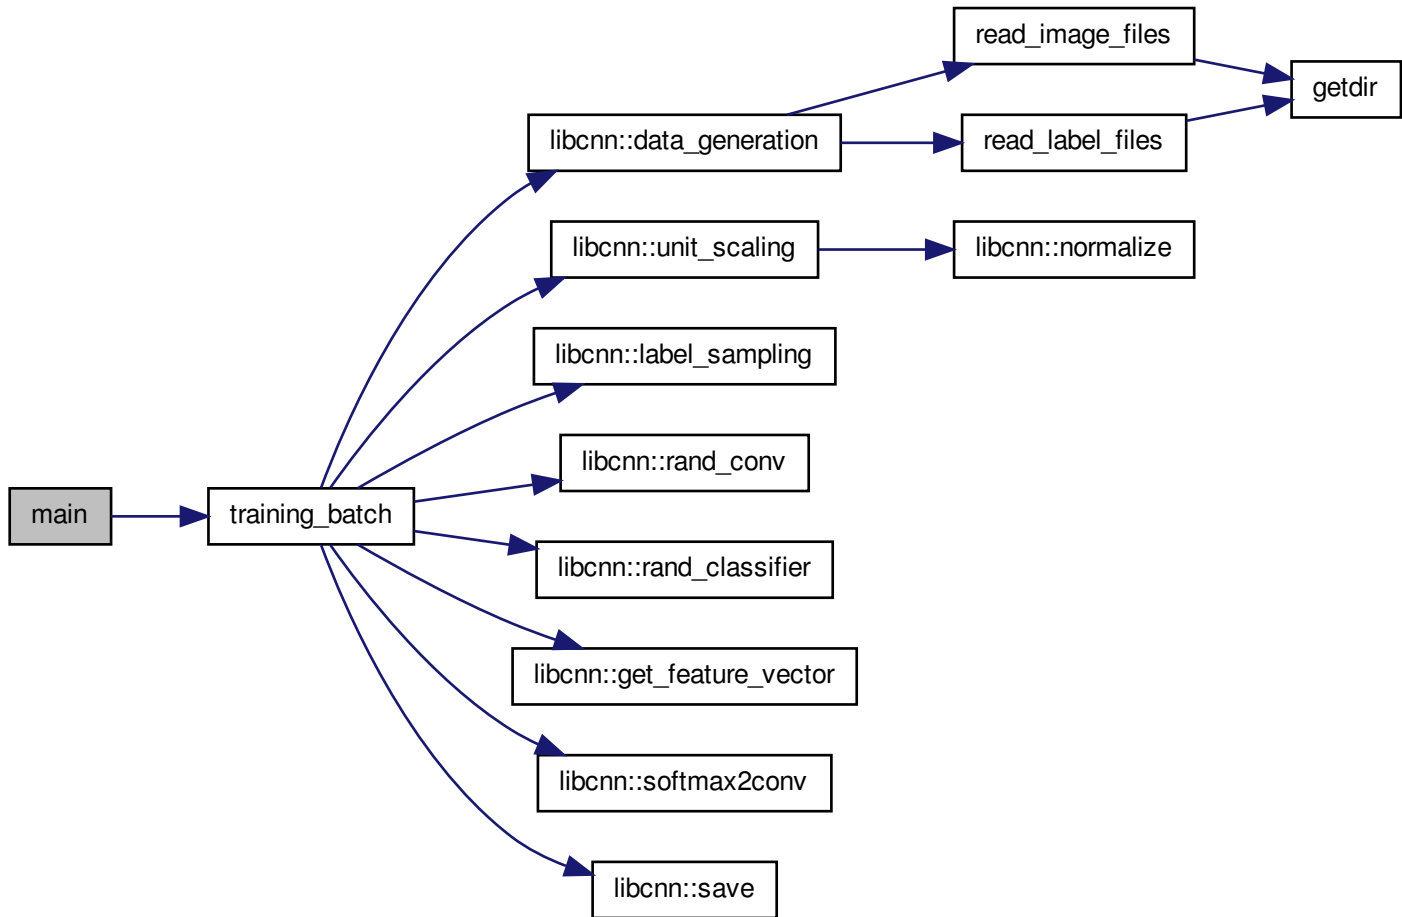 read_image_files
getdir
libcnn::data_generation
read_label_files
libcnn::unit_scaling
libcnn::normalize
libcnn::label_sampling
libcnn::rand_conv
main
training_batch
libcnn::rand_classifier
libcnn::get_feature_vector
libcnn::softmax2conv
libcnn::save